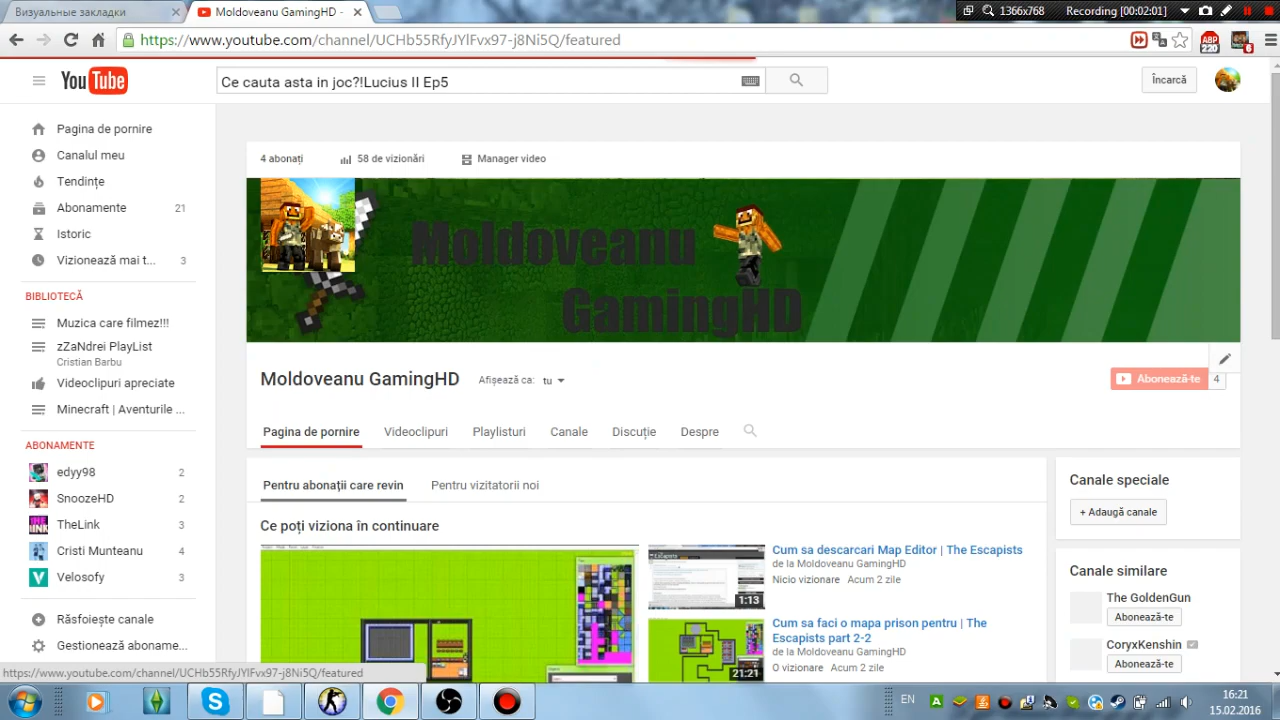 Визуальные закладки
Moldoveanu GamingHD -
1366x768
Recording [00:02:01]
https://www.youtube.com/channel/UCHb55RfyJYlFvx97-j8Ni5Q/featured
ABP
220
6
YouTube
Ce cauta asta in joc?!Lucius II Ep5
Încarcă
Pagina de pornire
Canalul meu
Tendințe
Abonamente 21
Istoric
Vizionează mai t... 3
BIBLIOTECĂ
Muzica care filmez!!!
zZaNdrei PlayList
Cristian Barbu
Videoclipuri apreciate
Minecraft | Aventurile ...
ABONAMENTE
edyy98 2
SnoozeHD 2
TheLink 3
Cristi Munteanu 4
Velosofy 3
Răsfoiește canale
Gestionează aboname...
4 abonați
58 de vizionări
Manager video
Moldoveanu
GamingHD
Moldoveanu GamingHD
Afișează ca: tu
Abonează-te 4
Pagina de pornire
Videoclipuri
Playlisturi
Canale
Discuție
Despre
Pentru abonații care revin
Pentru vizitatorii noi
Ce poți viziona în continuare
Cum sa descarcari Map Editor | The Escapists
de la Moldoveanu GamingHD
Nicio vizionare Acum 2 zile
1:13
Cum sa faci o mapa prison pentru | The
Escapists part 2-2
de la Moldoveanu GamingHD
0 vizionare Acum 2 zile
21:21
Canale speciale
+ Adaugă canale
Canale similare
The GoldenGun
Abonează-te
CoryxKenshin
Abonează-te
https://www.youtube.com/channel/UCHb55RfyJYlFvx97-j8Ni5Q/featured
EN
16:21
15.02.2016